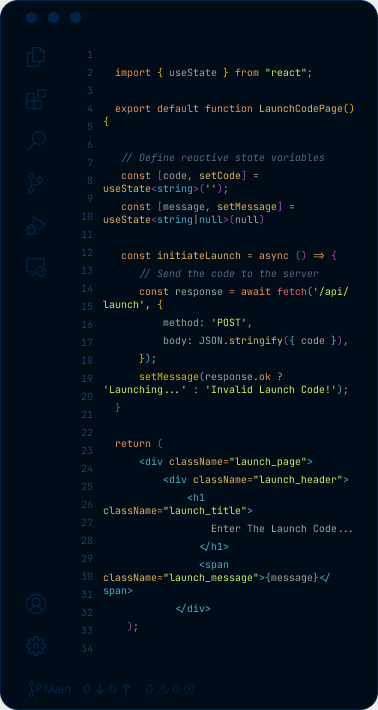 1
2 import { useState } from "react";
3
4 export default function LaunchCodePage()
5 {
6
7 // Define reactive state variables
8 const [code, setCode] =
9 useState<string>('');
10 const [message, setMessage] =
11 useState<string|null>(null)
12 const initiateLaunch = async () => {
13 // Send the code to the server
14 const response = await fetch('/api/
15 launch', {
16 method: 'POST',
17 body: JSON.stringify({ code }),
18 });
19 setMessage(response.ok ?
20 'Launching...' : 'Invalid Launch Code!');
21 }
22
23 return (
24 <div className="launch_page">
25 <div className="launch_header">
26 <h1
27 className="launch_title">
28 Enter The Launch Code...
29 </h1>
30 <span
31 className="launch_message">{message}</
span>
32 </div>
33 );
34
Main 0 0 0 0